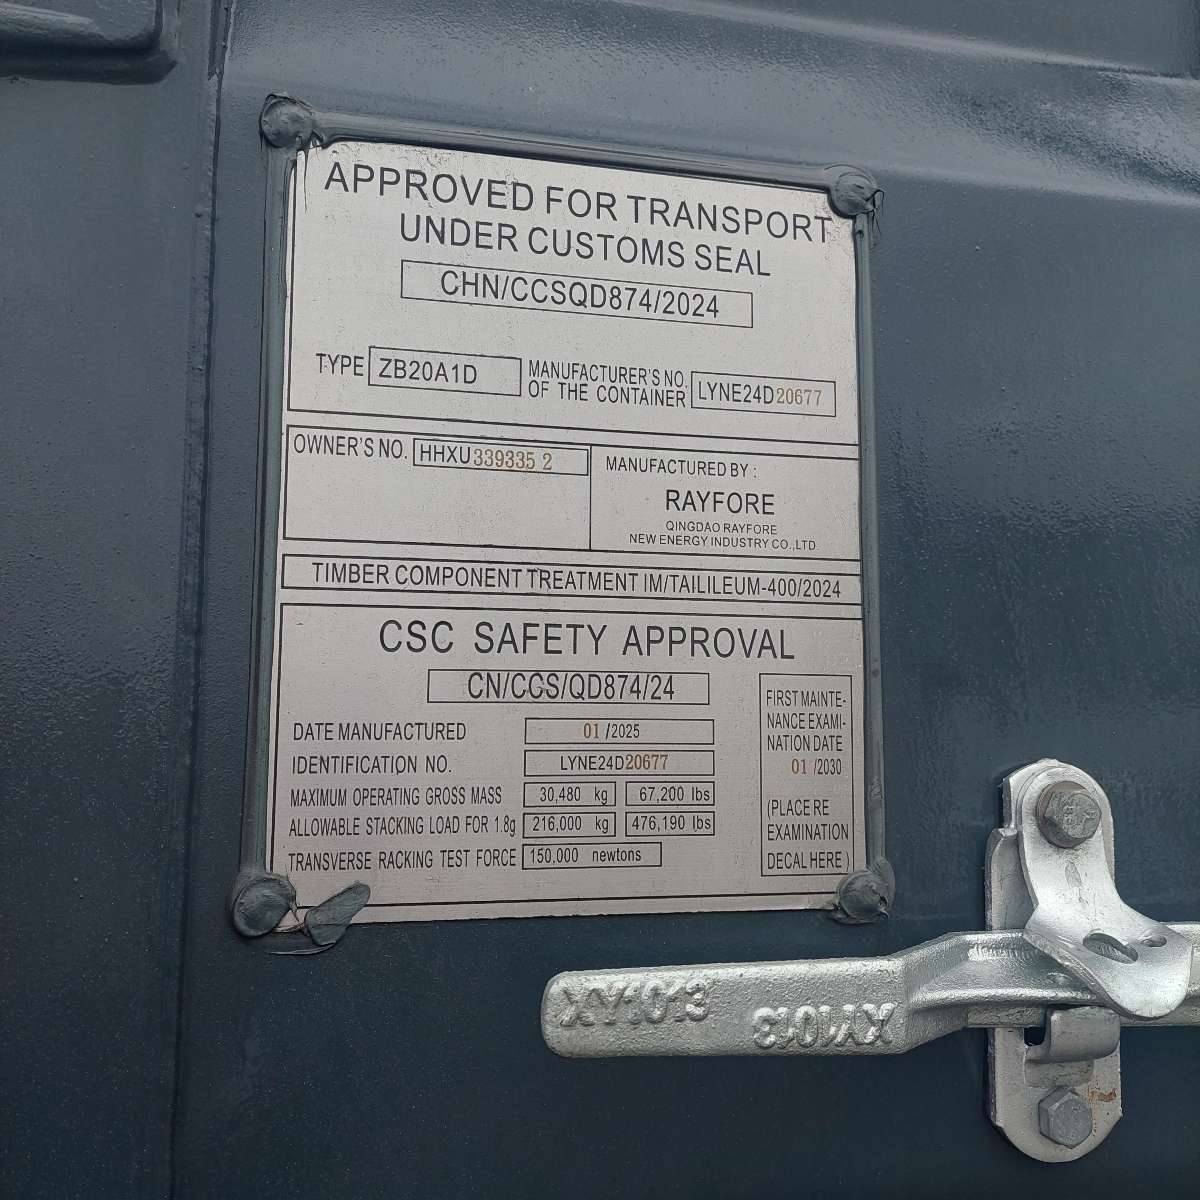 APPROVED FOR TRANSPORT
UNDER CUSTOMS SEAL
CHN/CCSQD874/2024
TYPE ZB20A1D MANUFACTURER'S NO. OF THE CONTAINER LYNE24D20677
OWNER'S NO. HHXU 339335 2
MANUFACTURED BY :
RAYFORE
QINGDAO RAYFORE
NEW ENERGY INDUSTRY CO.,LTD
TIMBER COMPONENT TREATMENT IM/TAILILEUM-400/2024
CSC SAFETY APPROVAL
CN/CCS/QD874/24
DATE MANUFACTURED 01 /2025
IDENTIFICATION NO. LYNE24D20677
MAXIMUM OPERATING GROSS MASS 30,480 kg 67,200 lbs
ALLOWABLE STACKING LOAD FOR 1.8g 216,000 kg 476,190 lbs
TRANSVERSE RACKING TEST FORCE 150,000 newtons
FIRST MAINTE-
NANCE EXAMI-
NATION DATE
01 /2030
(PLACE RE
EXAMINATION
DECAL HERE )
XY1013
XY1013